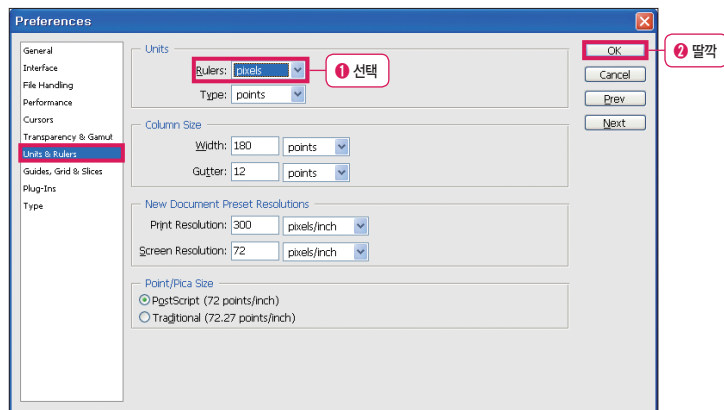 Preferences
General
Interface
File Handling
Performance
Cursors
Transparency & Gamut
Units & Rulers
Guides, Grid & Slices
Plug-Ins
Type
Units
Rulers: pixels
❶ 선택
Type: points
Column Size
Width: 180 points
Gutter: 12 points
New Document Preset Resolutions
Print Resolution: 300 pixels/inch
Screen Resolution: 72 pixels/inch
Point/Pica Size
PostScript (72 points/inch)
Traditional (72.27 points/inch)
OK
❷ 딸깍
Cancel
Prev
Next